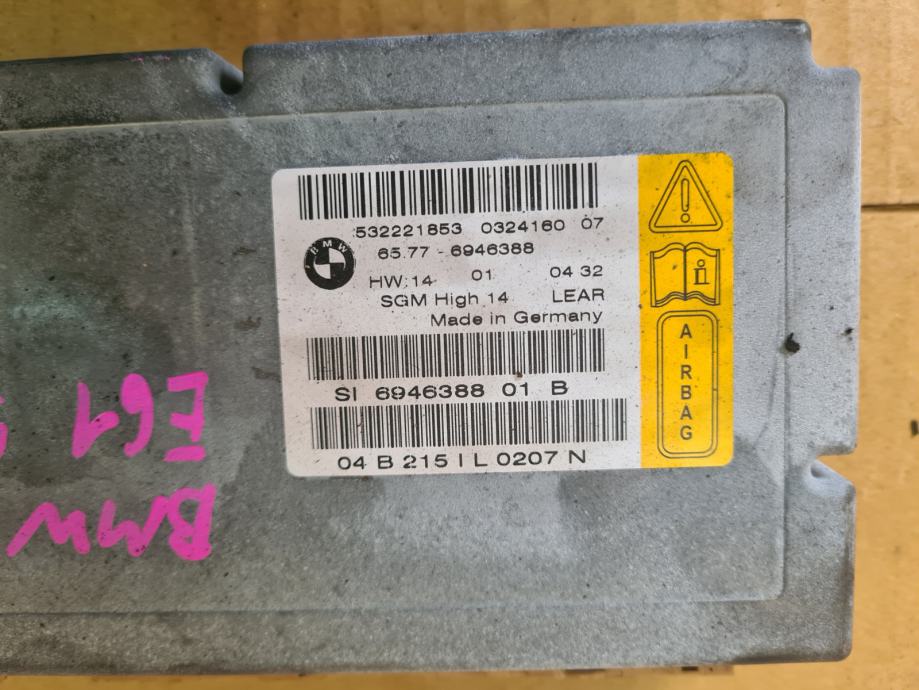 532221853 0324160 07
BMW
65.77 - 6946388
HW:14 01 04 32
SGM High 14 LEAR
Made in Germany
SI 6946388 01 B
04 B 215 I L 0207 N
AIRBAG
BMW
E61